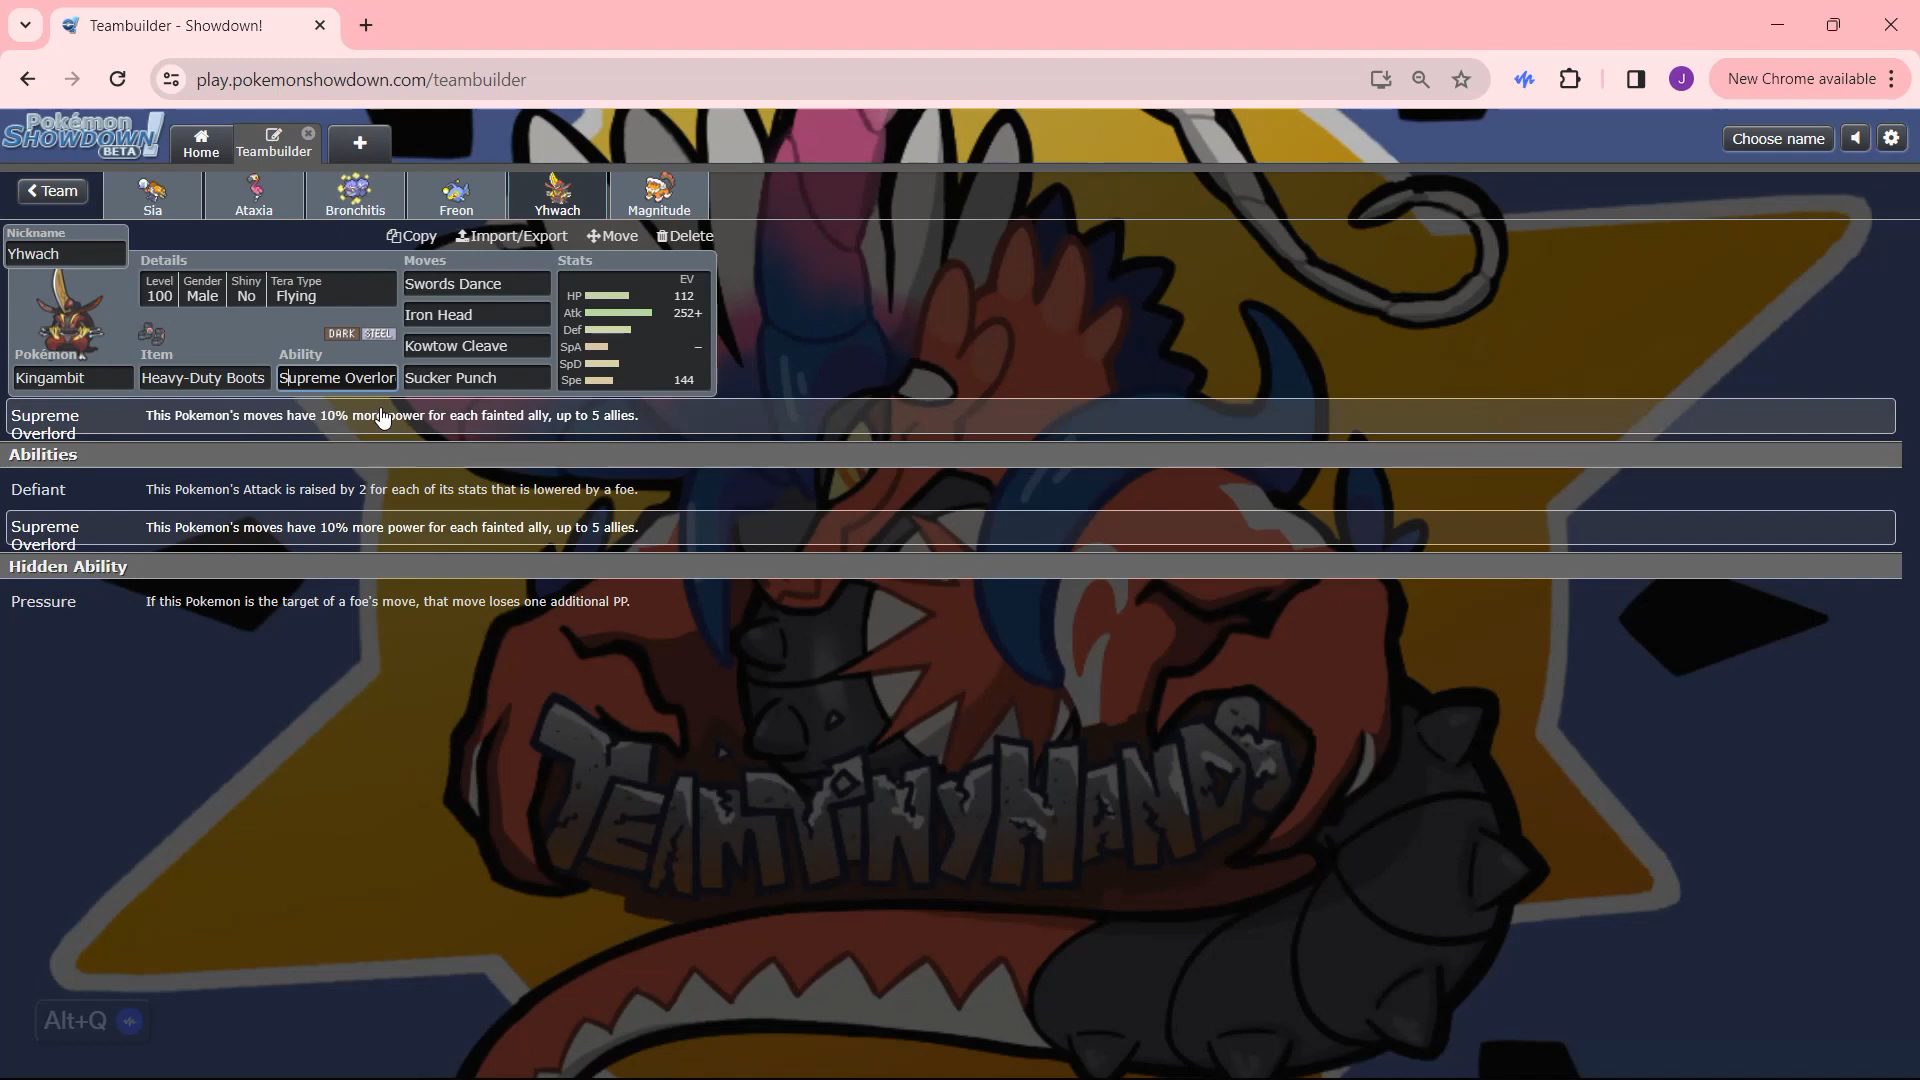 Teambuilder - Showdown!
play.pokemonshowdown.com/teambuilder
J
New Chrome available
Pokémon
SHOWDOWN!
BETA
Home
Teambuilder
Choose name
Team
Sia
Ataxia
Bronchitis
Freon
Yhwach
Magnitude
Nickname
Yhwach
Copy
Import/Export
Move
Delete
Details
Moves
Stats
Level
Gender
Shiny
Tera Type
100
Male
No
Flying
Swords Dance
Iron Head
Kowtow Cleave
Sucker Punch
EV
HP 112
Atk 252+
Def
SpA –
SpD
Spe 144
DARK STEEL
Pokémon
Item
Ability
Kingambit
Heavy-Duty Boots
Supreme Overlor
Supreme Overlord
This Pokemon's moves have 10% more power for each fainted ally, up to 5 allies.
Abilities
Defiant
This Pokemon's Attack is raised by 2 for each of its stats that is lowered by a foe.
Supreme Overlord
This Pokemon's moves have 10% more power for each fainted ally, up to 5 allies.
Hidden Ability
Pressure
If this Pokemon is the target of a foe's move, that move loses one additional PP.
TEAMTINYHANDS
Alt+Q